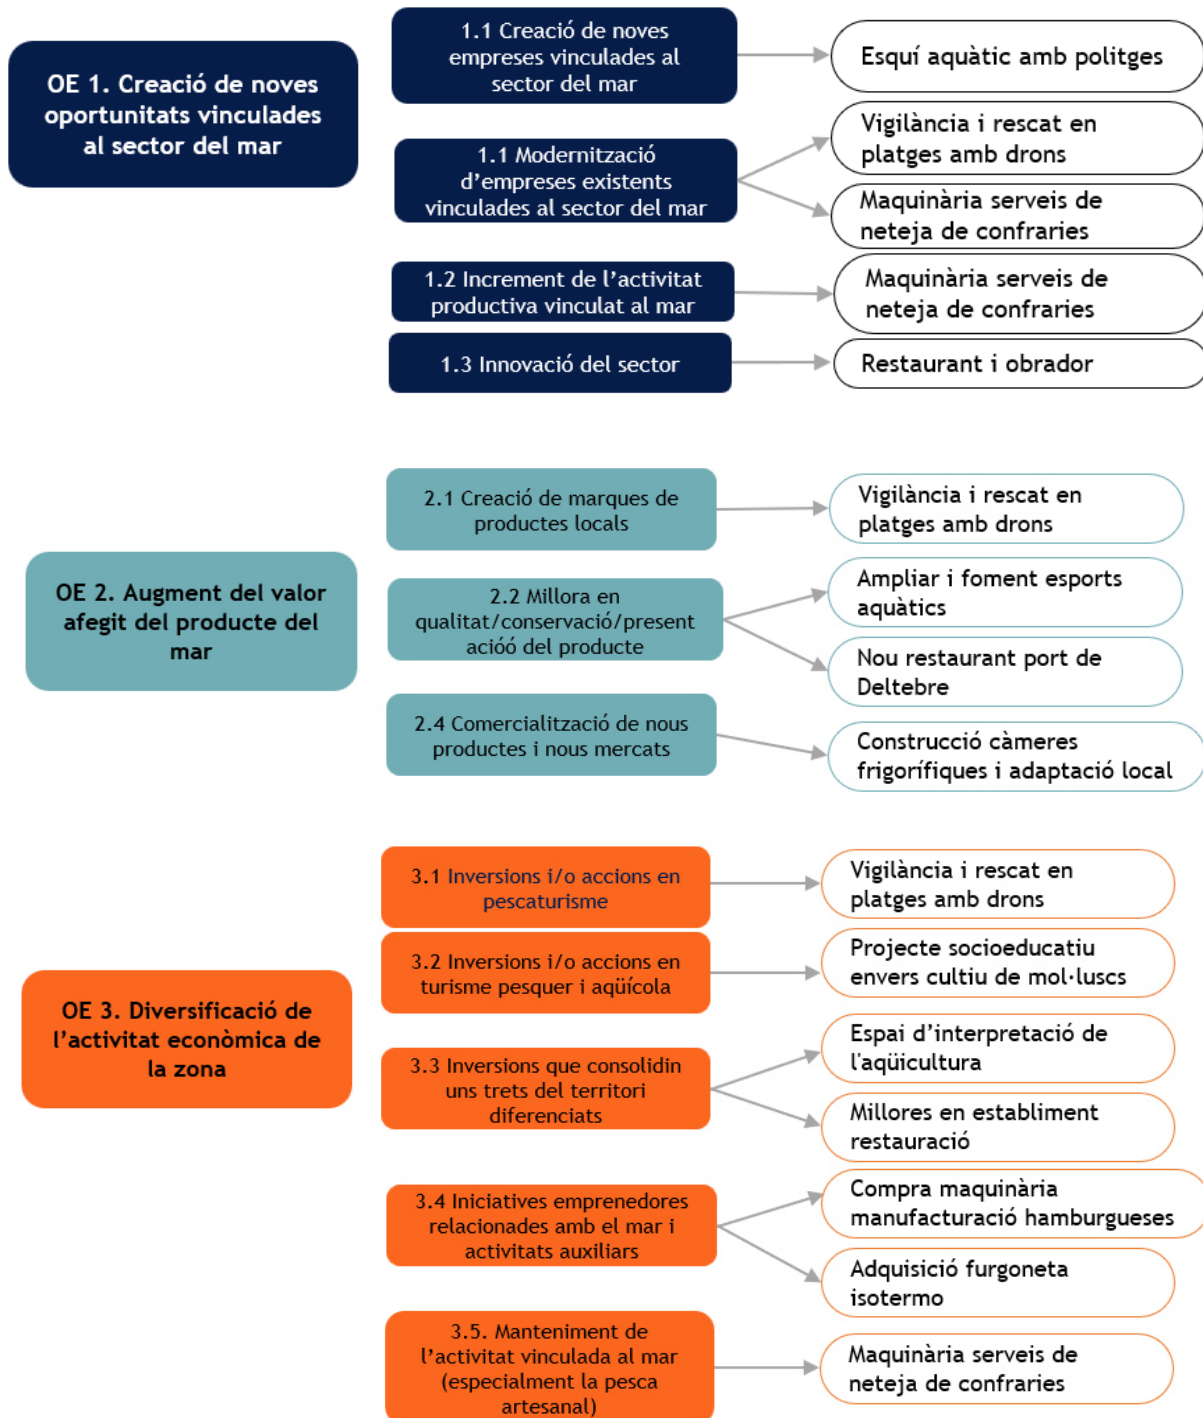 OE 1. Creació de noves
oportunitats vinculades
al sector del mar
1.1 Creació de noves
empreses vinculades al
sector del mar
Esquí aquàtic amb politges
1.1 Modernització
d’empreses existents
vinculades al sector del mar
Vigilància i rescat en
platges amb drons
Maquinària serveis de
neteja de confraries
1.2 Increment de l’activitat
productiva vinculat al mar
Maquinària serveis de
neteja de confraries
1.3 Innovació del sector
Restaurant i obrador
OE 2. Augment del valor
afegit del producte del
mar
2.1 Creació de marques de
productes locals
Vigilància i rescat en
platges amb drons
2.2 Millora en
qualitat/conservació/present
acióó del producte
Ampliar i foment esports
aquàtics
Nou restaurant port de
Deltebre
2.4 Comercialització de nous
productes i nous mercats
Construcció càmeres
frigorífiques i adaptació local
OE 3. Diversificació de
l’activitat econòmica de
la zona
3.1 Inversions i/o accions en
pescaturisme
Vigilància i rescat en
platges amb drons
3.2 Inversions i/o accions en
turisme pesquer i aqüícola
Projecte socioeducatiu
envers cultiu de mol·luscs
3.3 Inversions que consolidin
uns trets del territori
diferenciats
Espai d’interpretació de
l'aqüicultura
Millores en establiment
restauració
3.4 Iniciatives emprenedores
relacionades amb el mar i
activitats auxiliars
Compra maquinària
manufacturació hamburgueses
Adquisició furgoneta
isotermo
3.5. Manteniment de
l’activitat vinculada al mar
(especialment la pesca
artesanal)
Maquinària serveis de
neteja de confraries